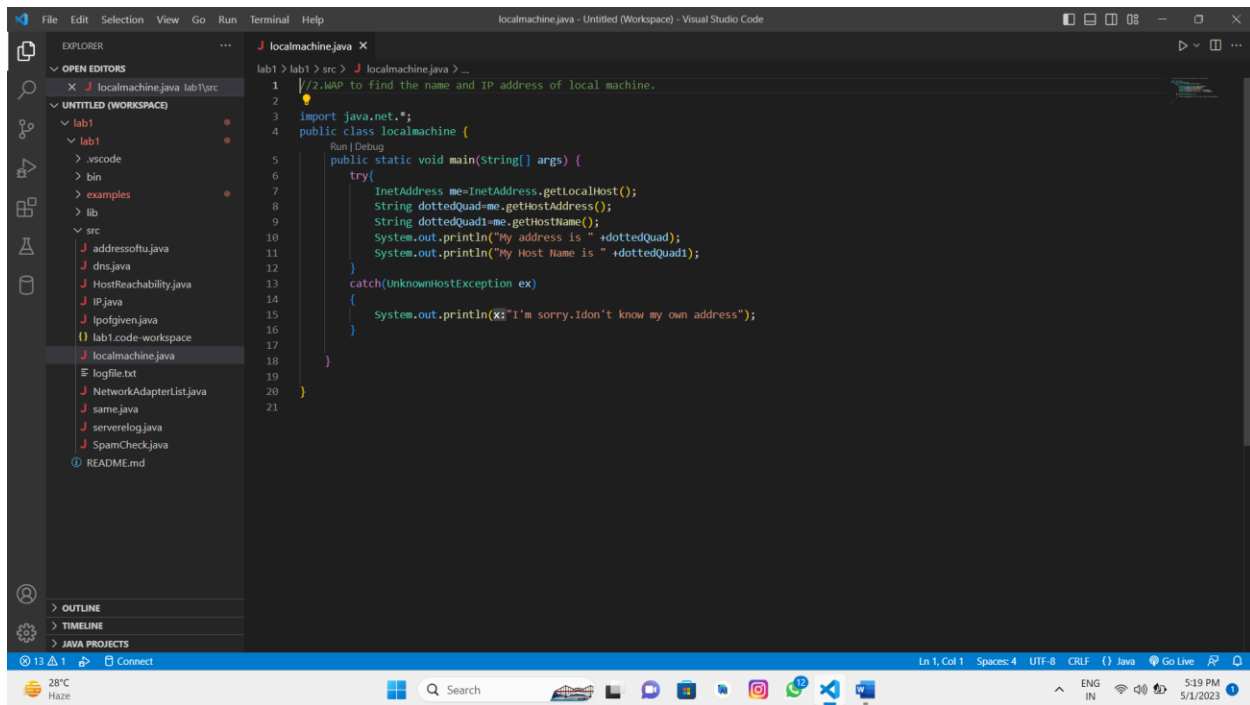 File Edit Selection View Go Run Terminal Help
localmachine.java - Untitled (Workspace) - Visual Studio Code
EXPLORER
OPEN EDITORS
localmachine.java lab1\src
UNTITLED (WORKSPACE)
lab1
lab1
.vscode
bin
examples
lib
src
addressoftu.java
dns.java
HostReachability.java
IP.java
Ipofgiven.java
lab1.code-workspace
localmachine.java
logfile.txt
NetworkAdapterList.java
same.java
serverelog.java
SpamCheck.java
README.md
OUTLINE
TIMELINE
JAVA PROJECTS
localmachine.java
lab1 > lab1 > src > localmachine.java > ...
1 //2.WAP to find the name and IP address of local machine.
2
3 import java.net.*;
4 public class localmachine {
Run | Debug
5 public static void main(String[] args) {
6 try{
7 InetAddress me=InetAddress.getLocalHost();
8 String dottedQuad=me.getHostAddress();
9 String dottedQuad1=me.getHostName();
10 System.out.println("My address is " +dottedQuad);
11 System.out.println("My Host Name is " +dottedQuad1);
12 }
13 catch(UnknownHostException ex)
14 {
15 System.out.println(x:"I'm sorry.Idon't know my own address");
16 }
17
18 }
19
20 }
21
13 1 Connect
Ln 1, Col 1 Spaces: 4 UTF-8 CRLF {} Java Go Live
28°C
Haze
Search
12
ENG
IN
5:19 PM
5/1/2023
1